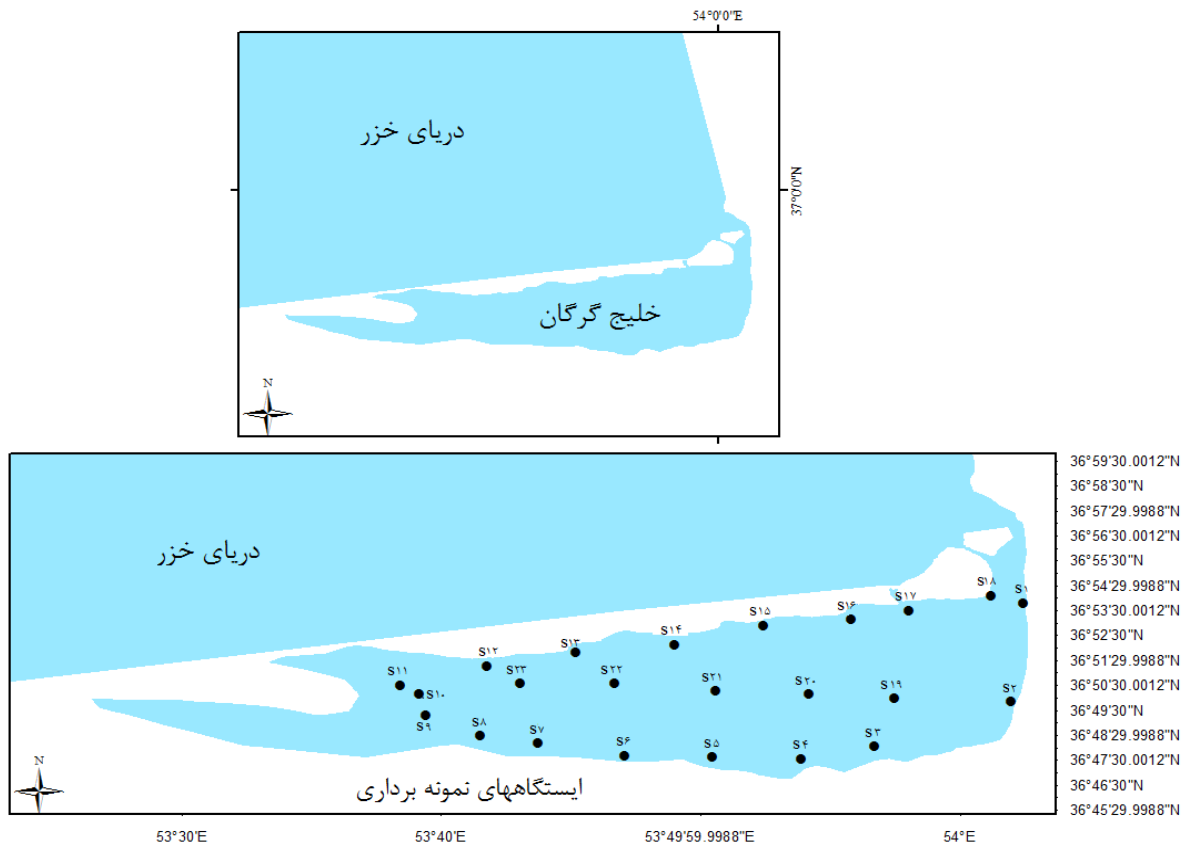 54°0'0"E
دریای خزر
37°0'0"N
خلیج گرگان
N
36°59'30.0012"N
36°58'30"N
36°57'29.9988"N
36°56'30.0012"N
36°55'30"N
36°54'29.9988"N
36°53'30.0012"N
36°52'30"N
36°51'29.9988"N
36°50'30.0012"N
36°49'30"N
36°48'29.9988"N
36°47'30.0012"N
36°46'30"N
36°45'29.9988"N
دریای خزر
S۱۸
S۱
S۱۷
S۱۶
S۱۵
S۱۴
S۱۳
S۱۲
S۱۱
S۱۰
S۹
S۲۳
S۲۲
S۲۱
S۲۰
S۱۹
S۲
S۸
S۷
S۶
S۵
S۴
S۳
N
ایستگاههای نمونه برداری
53°30'E
53°40'E
53°49'59.9988"E
54°E